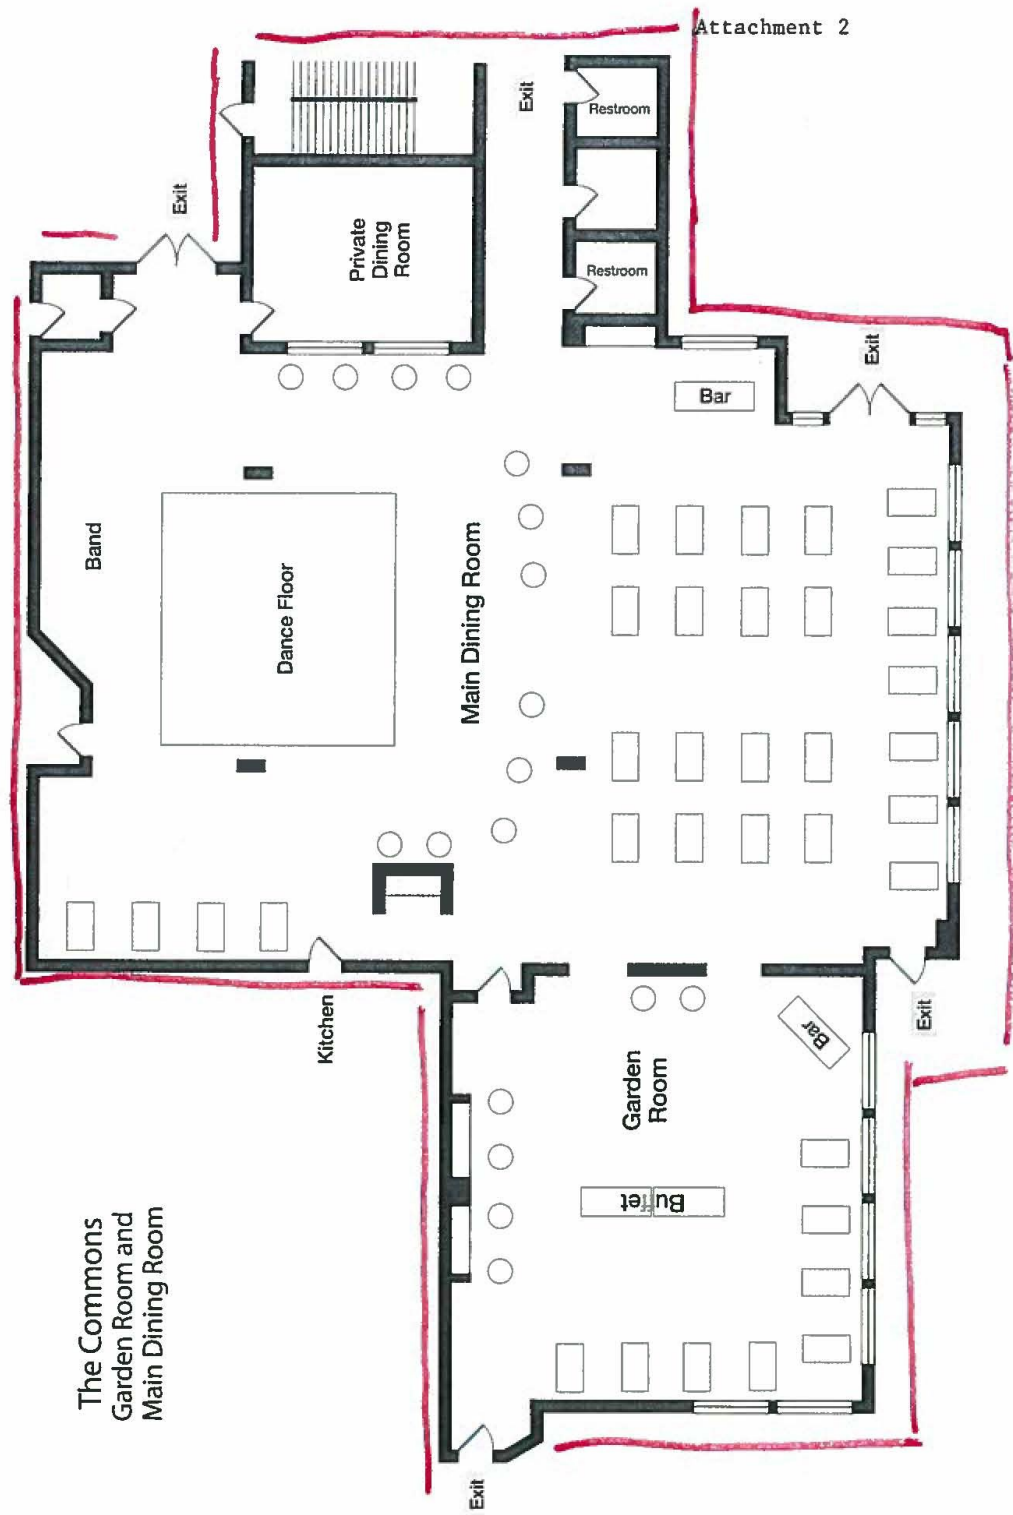 Attachment 2
The Commons
Garden Room and
Main Dining Room
Exit
Exit
Restroom
Restroom
Private
Dining
Room
Exit
Bar
Band
Dance Floor
Main Dining Room
Kitchen
Exit
Garden
Room
Bar
Buffet
Exit